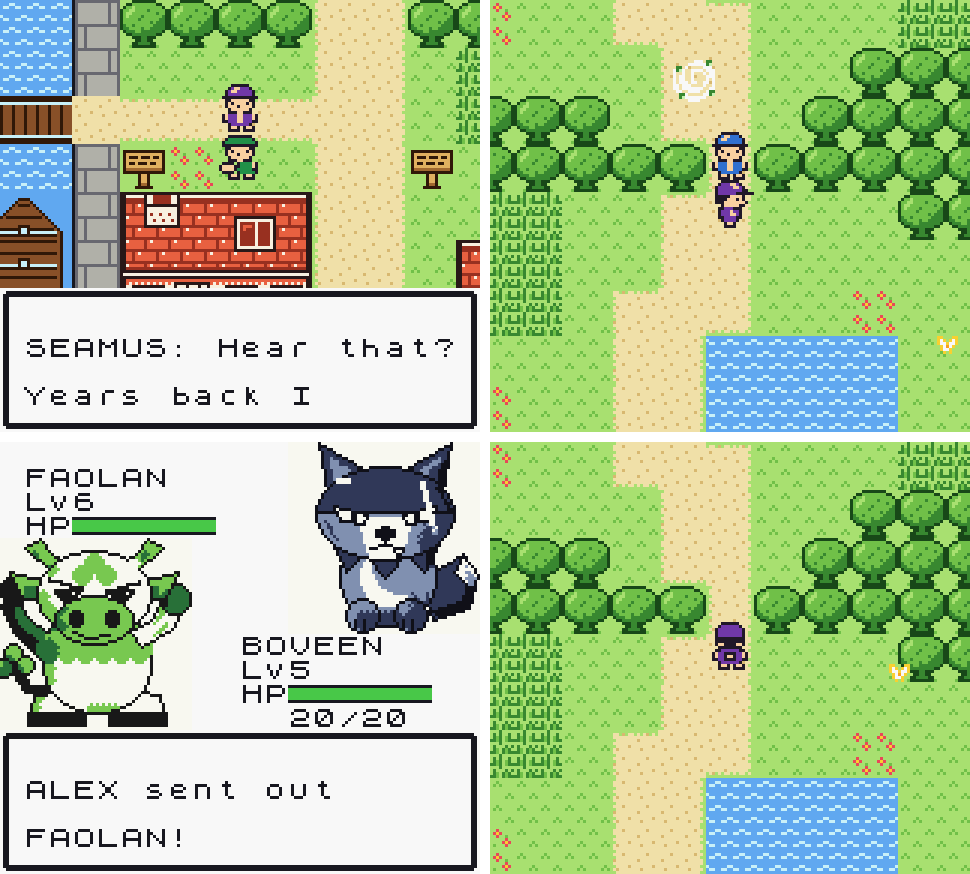 SEAMUS: Hear that?
Years back I
FAOLAN
Lv6
HP
BOVEEN
Lv5
HP
20/20
ALEX sent out
FAOLAN!